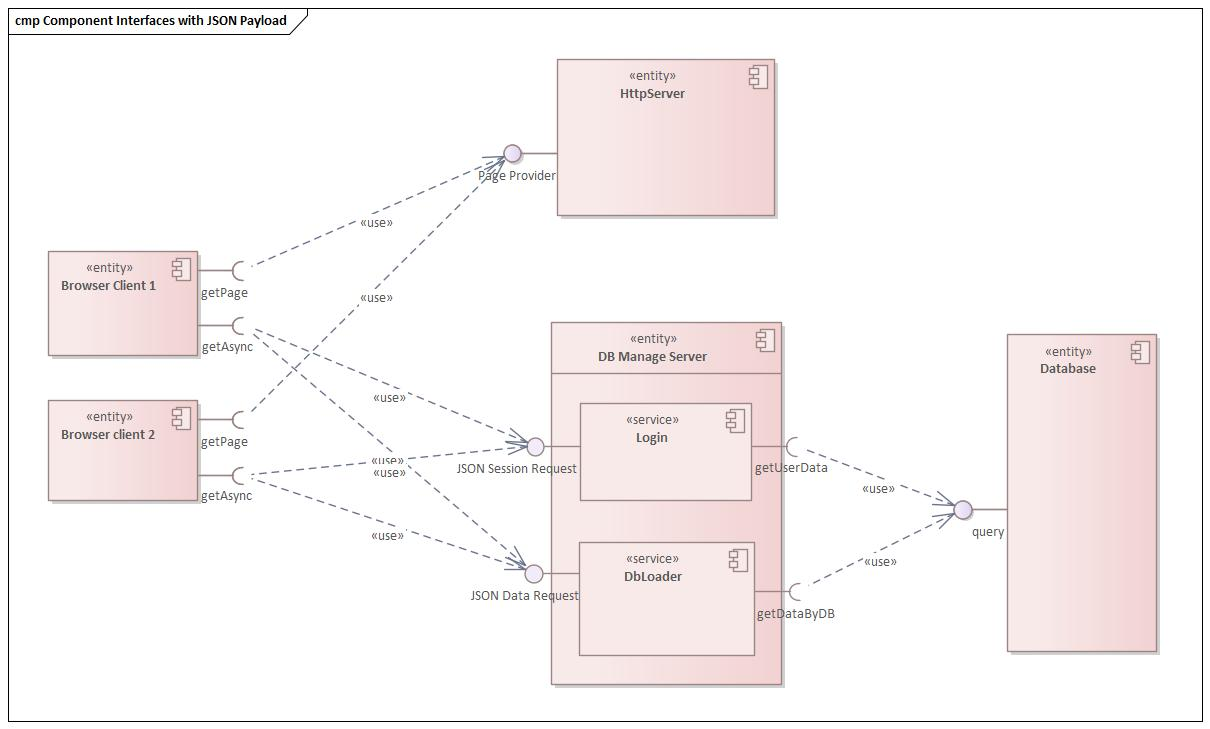 cmp Component Interfaces with JSON Payload
«entity»
HttpServer
Page Provider
«use»
«entity»
Browser Client 1
getPage
getAsync
«use»
«entity»
DB Manage Server
«entity»
Database
«use»
«entity»
Browser client 2
getPage
getAsync
«service»
Login
JSON Session Request
getUserData
«use»
«use»
«use»
«use»
query
«service»
DbLoader
JSON Data Request
getDataByDB
«use»